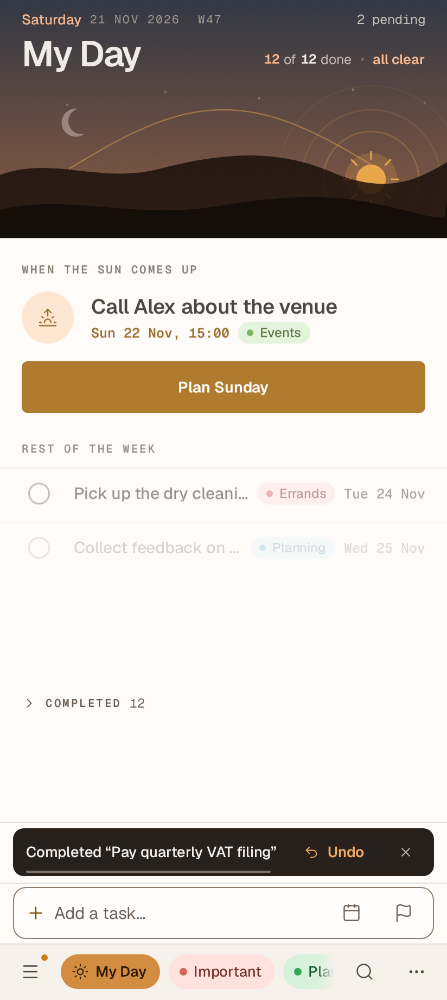 Saturday 21 NOV 2026 W47 2 pending
My Day 12 of 12 done • all clear
WHEN THE SUN COMES UP
Call Alex about the venue
Sun 22 Nov, 15:00 Events
Plan Sunday
REST OF THE WEEK
Pick up the dry cleani… Errands Tue 24 Nov
Collect feedback on … Planning Wed 25 Nov
COMPLETED 12
Completed “Pay quarterly VAT filing” Undo
Add a task…
My Day Important Pla